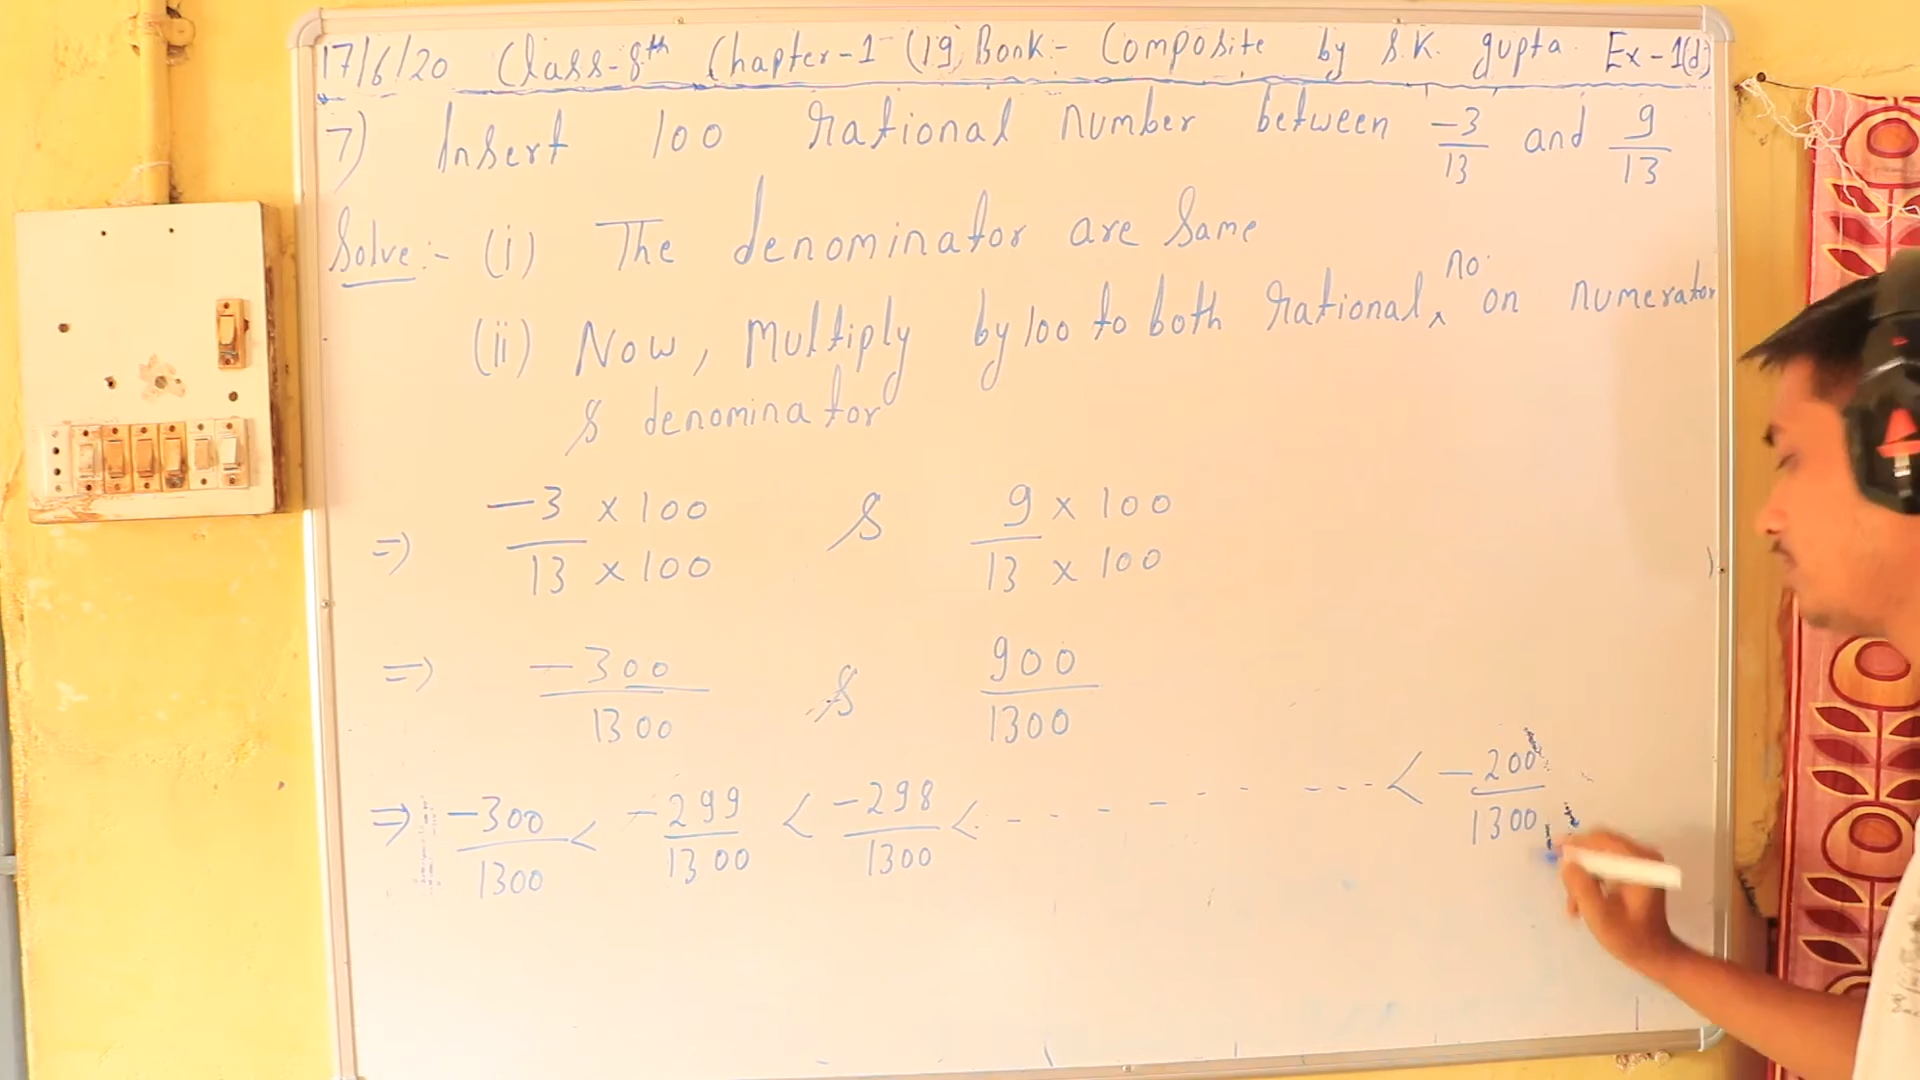 17/6/20 Class-8th Chapter-1 (19) Book:- Composite by S.K. gupta. Ex-1(d)
7) Insert 100 rational number between -3/13 and 9/13
Solve:- (i) The denominator are same
(ii) Now, Multiply by 100 to both rational no. on numerator
& denominator
=> -3 x 100 / 13 x 100 & 9 x 100 / 13 x 100
=> -300/1300 & 900/1300
=> -300/1300 < -299/1300 < -298/1300 < - - - - - - - - - - < -200/1300